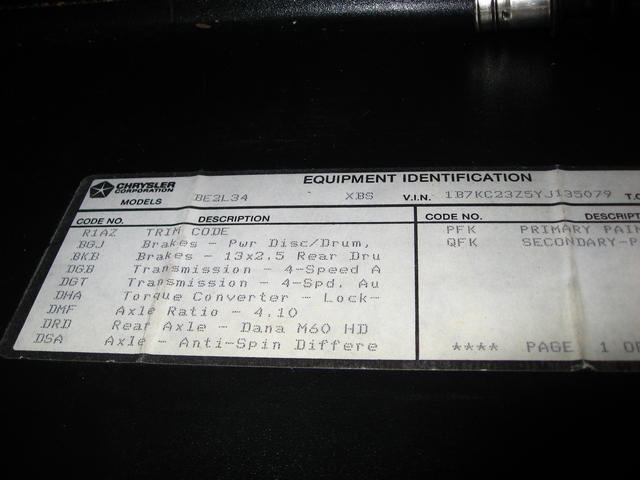 CHRYSLER CORPORATION EQUIPMENT IDENTIFICATION
MODELS BE2L34 XBS V.I.N. 1B7KC23Z5YJ135079 T.O
CODE NO. DESCRIPTION CODE NO. DESCRIPT
R1AZ TRIM CODE PFK PRIMARY PAIN
BGJ Brakes - Pwr Disc/Drum, QFK SECONDARY-P
BKB Brakes - 13x2.5 Rear Dru
DGB Transmission - 4-Speed A
DGT Transmission - 4-Spd. Au
DHA Torque Converter - Lock-
DMF Axle Ratio - 4.10
DRD Rear Axle - Dana M60 HD
DSA Axle - Anti-Spin Differe **** PAGE 1 OF